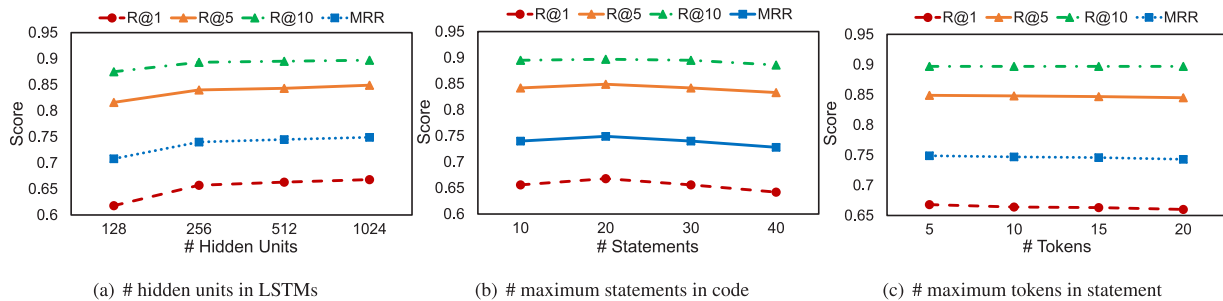 R@1 R@5 R@10 MRR
0.95
0.9
0.85
0.8
0.75
0.7
0.65
0.6
Score
128 256 512 1024
# Hidden Units
(a) # hidden units in LSTMs
R@1 R@5 R@10 MRR
0.95
0.9
0.85
0.8
0.75
0.7
0.65
0.6
Score
10 20 30 40
# Statements
(b) # maximum statements in code
R@1 R@5 R@10 MRR
0.95
0.9
0.85
0.8
0.75
0.7
0.65
Score
5 10 15 20
# Tokens
(c) # maximum tokens in statement